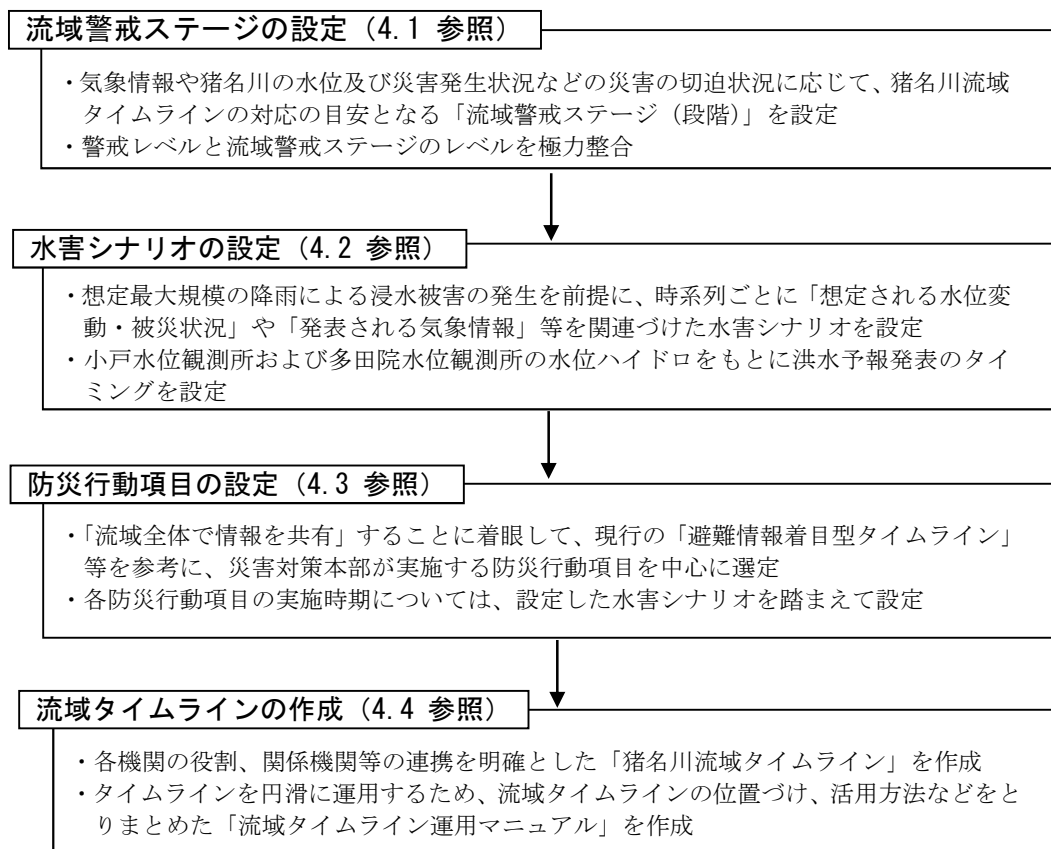 流域警戒ステージの設定（4.1 参照）
・気象情報や猪名川の水位及び災害発生状況などの災害の切迫状況に応じて、猪名川流域
タイムラインの対応の目安となる「流域警戒ステージ（段階）」を設定
・警戒レベルと流域警戒ステージのレベルを極力整合
水害シナリオの設定（4.2 参照）
・想定最大規模の降雨による浸水被害の発生を前提に、時系列ごとに「想定される水位変
動・被災状況」や「発表される気象情報」等を関連づけた水害シナリオを設定
・小戸水位観測所および多田院水位観測所の水位ハイドロをもとに洪水予報発表のタイ
ミングを設定
防災行動項目の設定（4.3 参照）
・「流域全体で情報を共有」することに着眼して、現行の「避難情報着目型タイムライン」
等を参考に、災害対策本部が実施する防災行動項目を中心に選定
・各防災行動項目の実施時期については、設定した水害シナリオを踏まえて設定
流域タイムラインの作成（4.4 参照）
・各機関の役割、関係機関等の連携を明確とした「猪名川流域タイムライン」を作成
・タイムラインを円滑に運用するため、流域タイムラインの位置づけ、活用方法などをと
りまとめた「流域タイムライン運用マニュアル」を作成